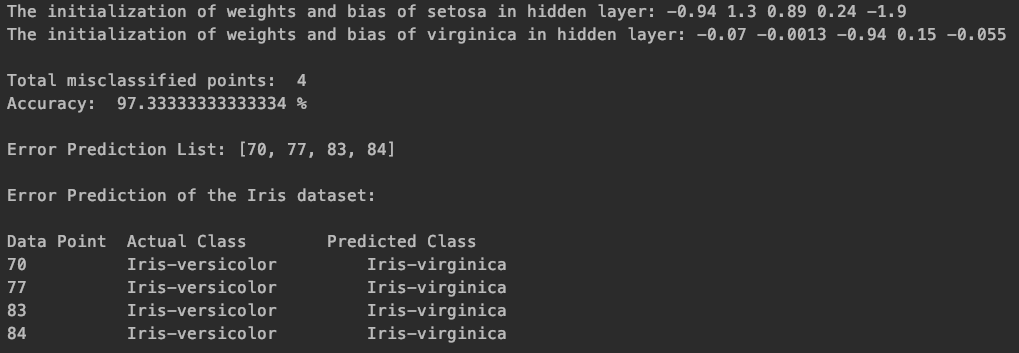 The initialization of weights and bias of setosa in hidden layer: -0.94 1.3 0.89 0.24 -1.9
The initialization of weights and bias of virginica in hidden layer: -0.07 -0.0013 -0.94 0.15 -0.055
Total misclassified points:  4
Accuracy:  97.33333333333334 %
Error Prediction List: [70, 77, 83, 84]
Error Prediction of the Iris dataset:
Data Point  Actual Class        Predicted Class
70          Iris-versicolor         Iris-virginica
77          Iris-versicolor         Iris-virginica
83          Iris-versicolor         Iris-virginica
84          Iris-versicolor         Iris-virginica